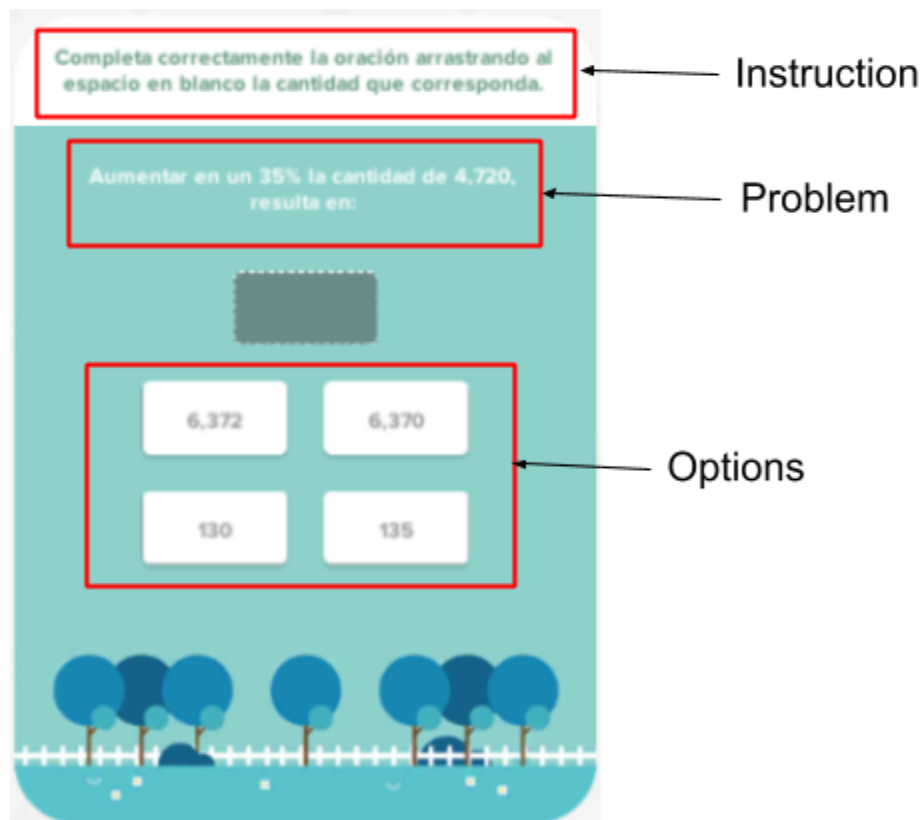 Completa correctamente la oración arrastrando al
espacio en blanco la cantidad que corresponda.
Instruction
Aumentar en un 35% la cantidad de 4,720,
resulta en:
Problem
6,372
6,370
Options
130
135